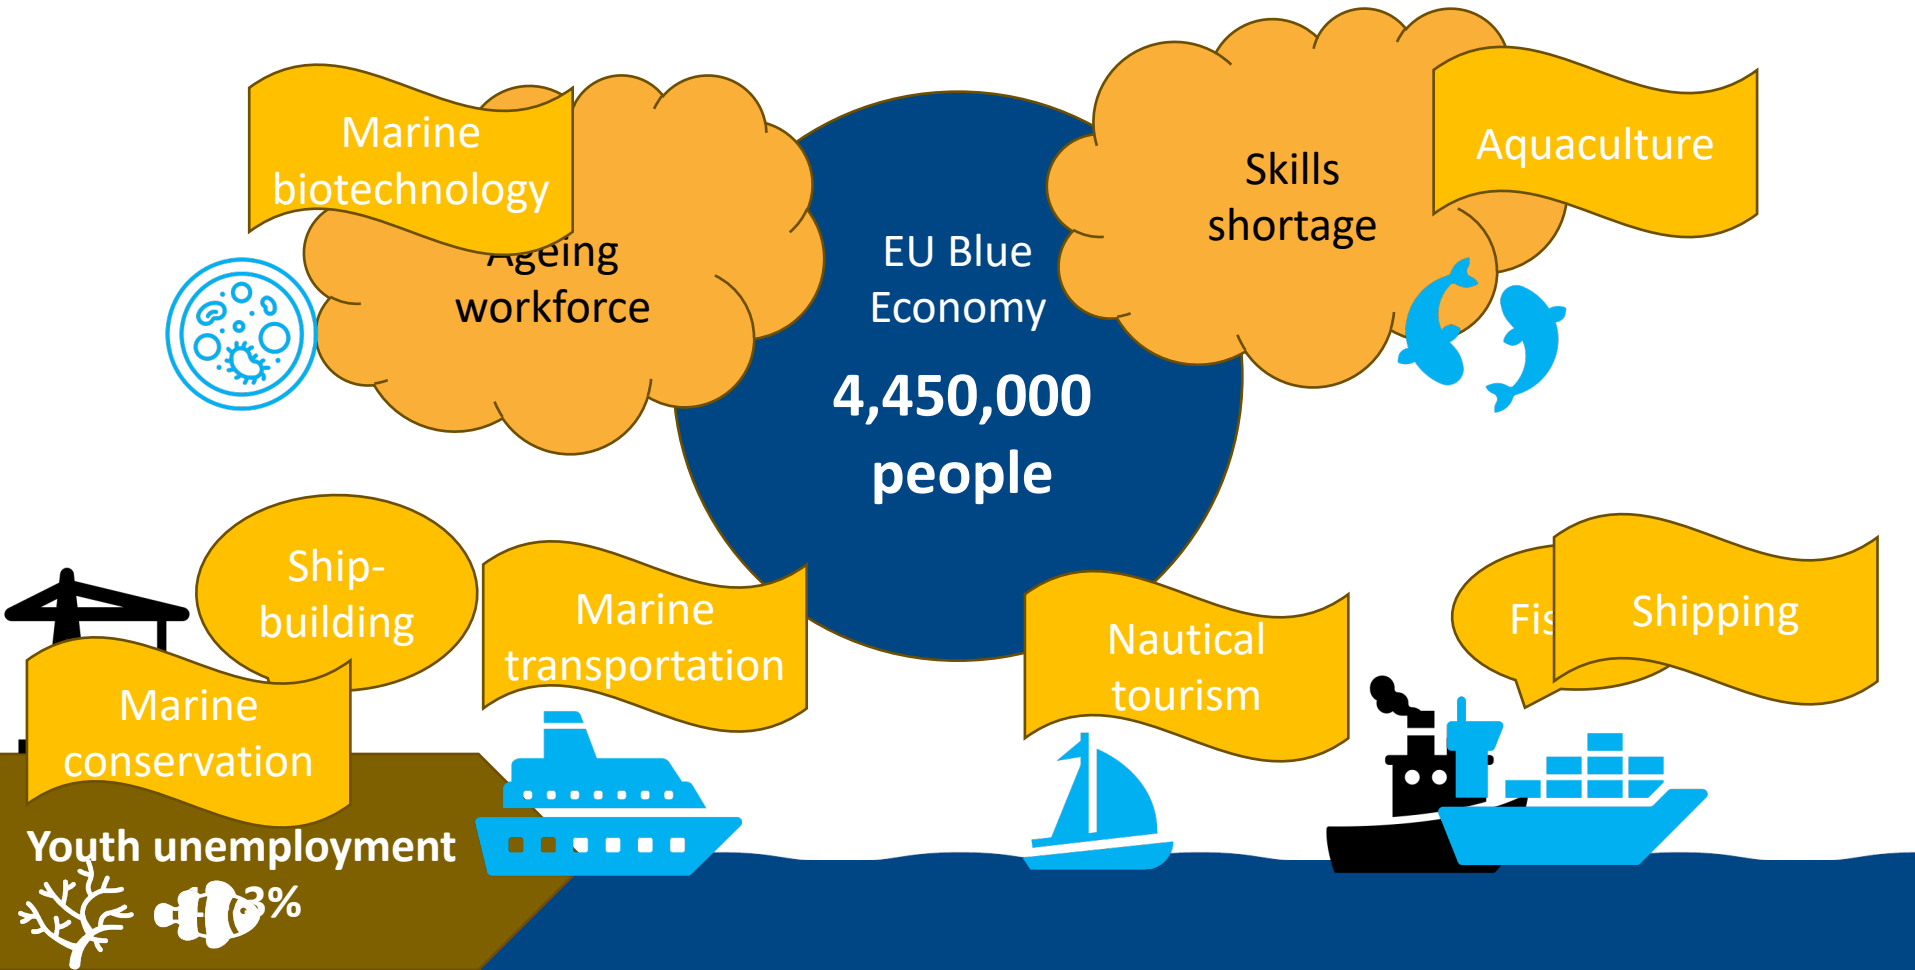 Marine
biotechnology
Ageing
workforce
EU Blue
Economy
4,450,000
people
Skills
shortage
Aquaculture
Ship-
building
Marine
transportation
Nautical
tourism
Shipping
Marine
conservation
Youth unemployment